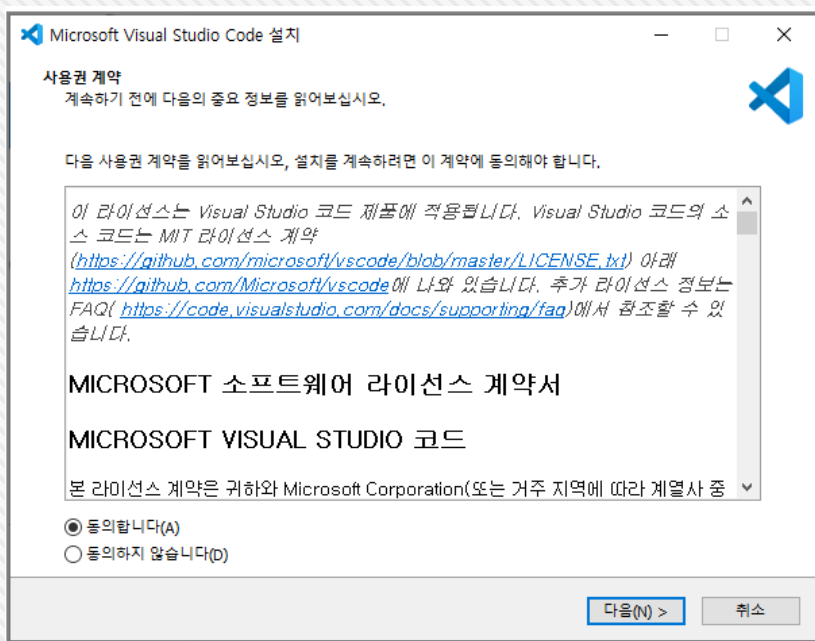 Microsoft Visual Studio Code 설치
사용권 계약
계속하기 전에 다음의 중요 정보를 읽어보십시오.
다음 사용권 계약을 읽어보십시오, 설치를 계속하려면 이 계약에 동의해야 합니다.
이 라이선스는 Visual Studio 코드 제품에 적용됩니다. Visual Studio 코드의 소
스 코드는 MIT 라이선스 계약
(https://github.com/microsoft/vscode/blob/master/LICENSE.txt) 아래
https://github.com/Microsoft/vscode에 나와 있습니다. 추가 라이선스 정보는
FAQ( https://code.visualstudio.com/docs/supporting/faq)에서 참조할 수 있
습니다.
MICROSOFT 소프트웨어 라이선스 계약서
MICROSOFT VISUAL STUDIO 코드
본 라이선스 계약은 귀하와 Microsoft Corporation(또는 거주 지역에 따라 계열사 중
동의합니다(A)
동의하지 않습니다(D)
다음(N) >
취소